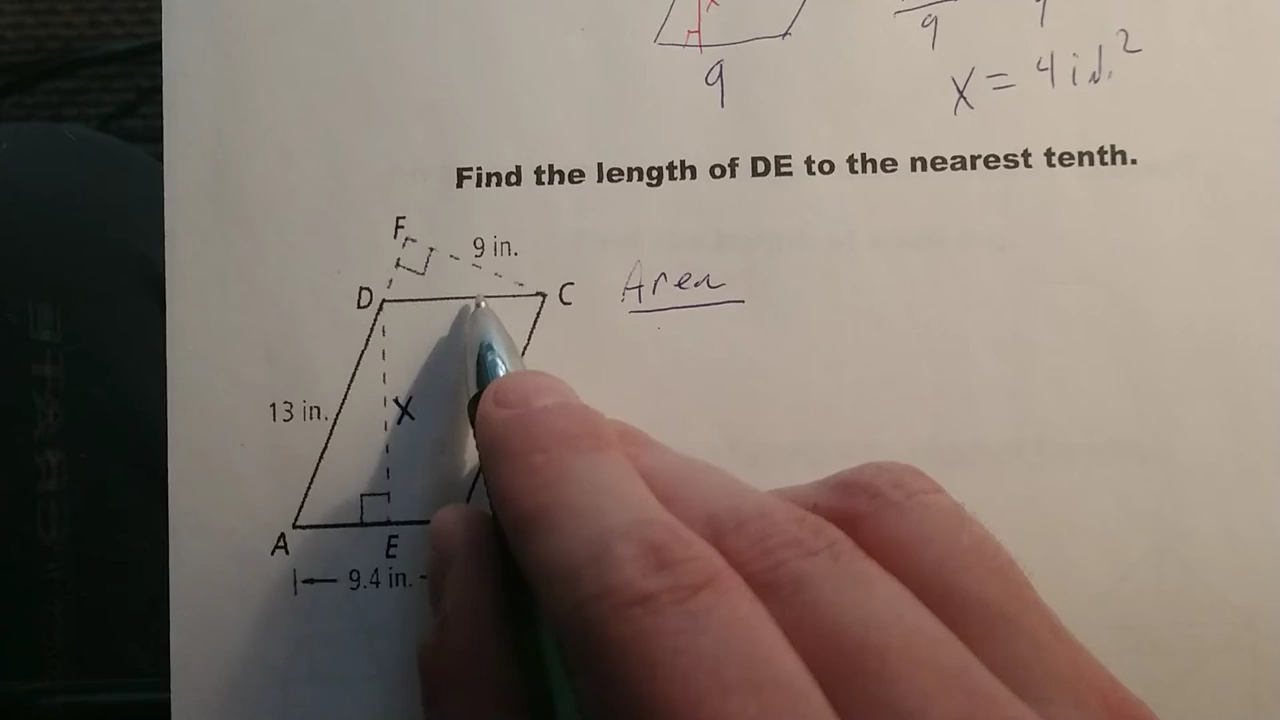 9
9
9
x = 4 in.²
Find the length of DE to the nearest tenth.
F
9 in.
D
C
Area
13 in.
X
A
E
9.4 in.